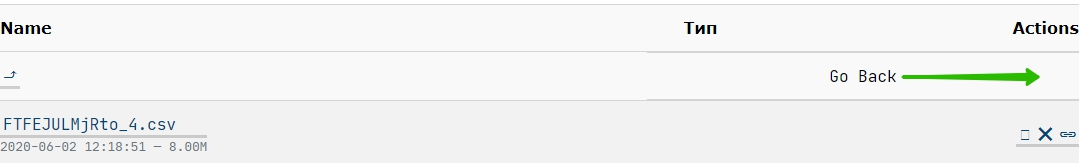 Name Тип Actions
Go Back
FTFEJULMjRto_4.csv
2020-06-02 12:18:51 — 8.00M